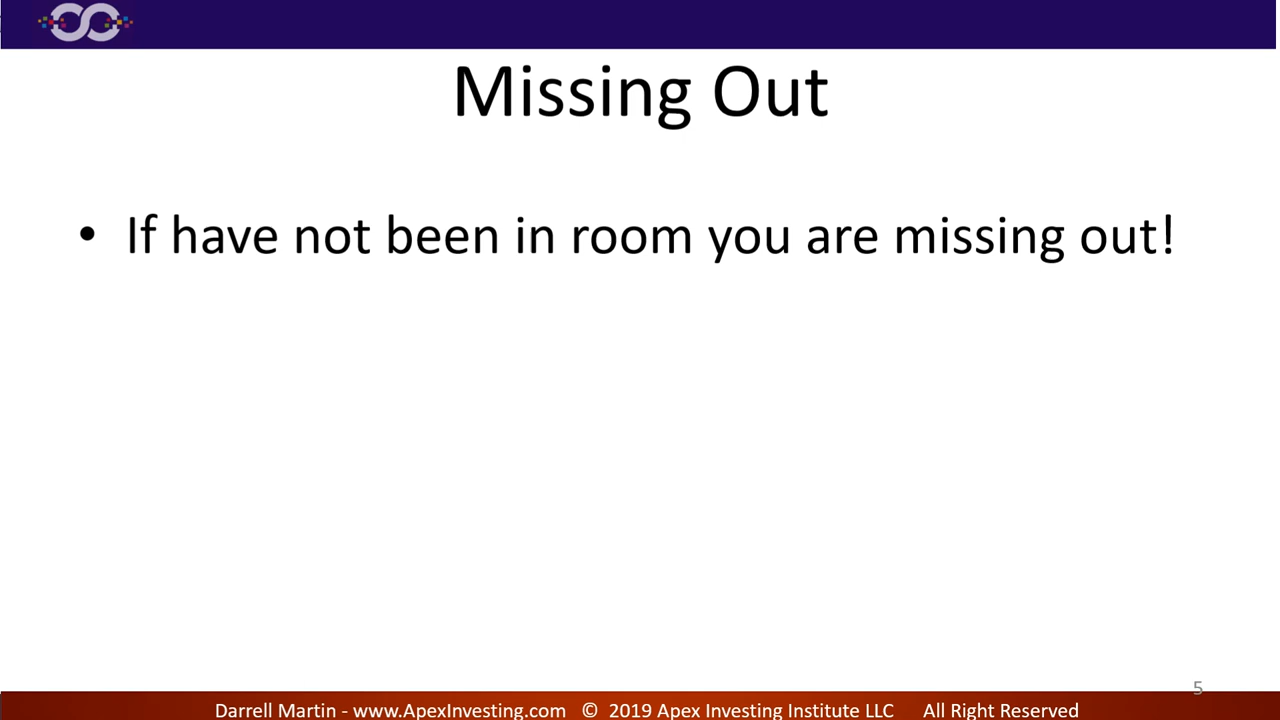 Missing Out
• If have not been in room you are missing out!
5
Darrell Martin - www.ApexInvesting.com © 2019 Apex Investing Institute LLC All Right Reserved